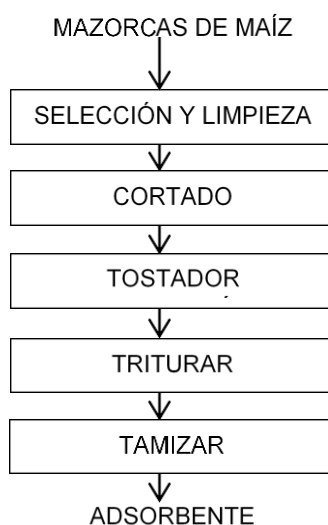 MAZORCAS DE MAÍZ
SELECCIÓN Y LIMPIEZA
CORTADO
TOSTADOR
TRITURAR
TAMIZAR
ADSORBENTE